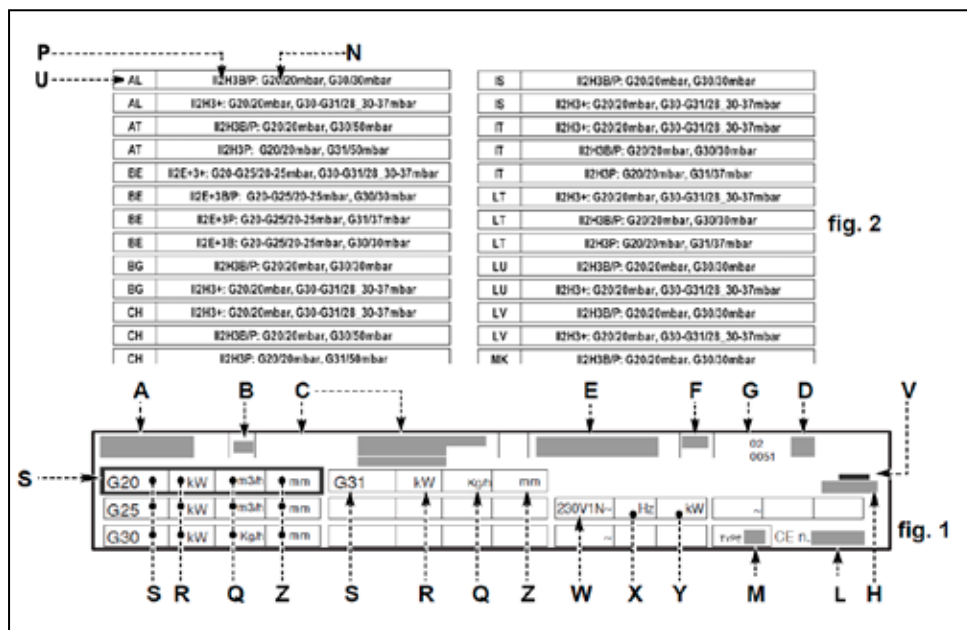 P N
U AL II2H3B/P: G20/20mbar, G30/30mbar IS II2H3B/P: G20/20mbar, G30/30mbar
AL II2H3+: G20/20mbar, G30-G31/28_30-37mbar IS II2H3+: G20/20mbar, G30-G31/28_30-37mbar
AT II2H3B/P: G20/20mbar, G30/50mbar IT II2H3+: G20/20mbar, G30-G31/28_30-37mbar
AT II2H3P: G20/20mbar, G31/50mbar IT II2H3B/P: G20/20mbar, G30/30mbar
BE II2E+3+: G20-G25/20-25mbar, G30-G31/28_30-37mbar IT II2H3P: G20/20mbar, G31/37mbar
BE II2E+3B/P: G20-G25/20-25mbar, G30/30mbar LT II2H3+: G20/20mbar, G30-G31/28_30-37mbar
BE II2E+3P: G20-G25/20-25mbar, G31/37mbar LT II2H3B/P: G20/20mbar, G30/30mbar fig. 2
BE II2E+3B: G20-G25/20-25mbar, G30/30mbar LT II2H3P: G20/20mbar, G31/37mbar
BG II2H3B/P: G20/20mbar, G30/30mbar LU II2H3B/P: G20/20mbar, G30/30mbar
BG II2H3+: G20/20mbar, G30-G31/28_30-37mbar LU II2H3+: G20/20mbar, G30-G31/28_30-37mbar
CH II2H3+: G20/20mbar, G30-G31/28_30-37mbar LV II2H3B/P: G20/20mbar, G30/30mbar
CH II2H3B/P: G20/20mbar, G30/50mbar LV II2H3+: G20/20mbar, G30-G31/28_30-37mbar
CH II2H3P: G20/20mbar, G31/50mbar MK II2H3B/P: G20/20mbar, G30/30mbar
A B C E F G D V
02
0051
S G20 kW m3/h mm G31 kW Kg/h mm
G25 kW m3/h mm 230V1N~ Hz kW ~ fig. 1
G30 kW Kg/h mm ~ TYPE CE n.
S R Q Z S R Q Z W X Y M L H